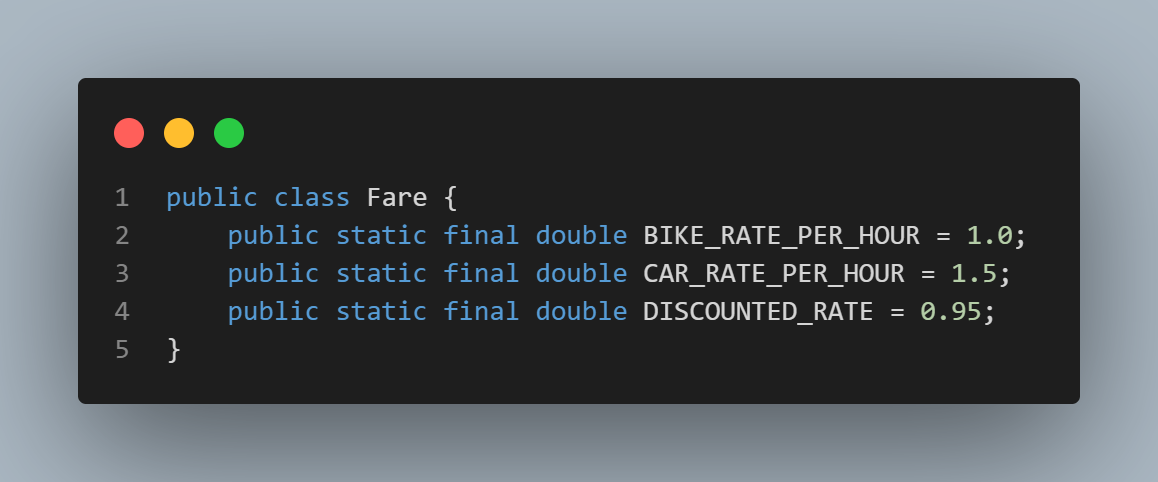 1 public class Fare {
2     public static final double BIKE_RATE_PER_HOUR = 1.0;
3     public static final double CAR_RATE_PER_HOUR = 1.5;
4     public static final double DISCOUNTED_RATE = 0.95;
5 }